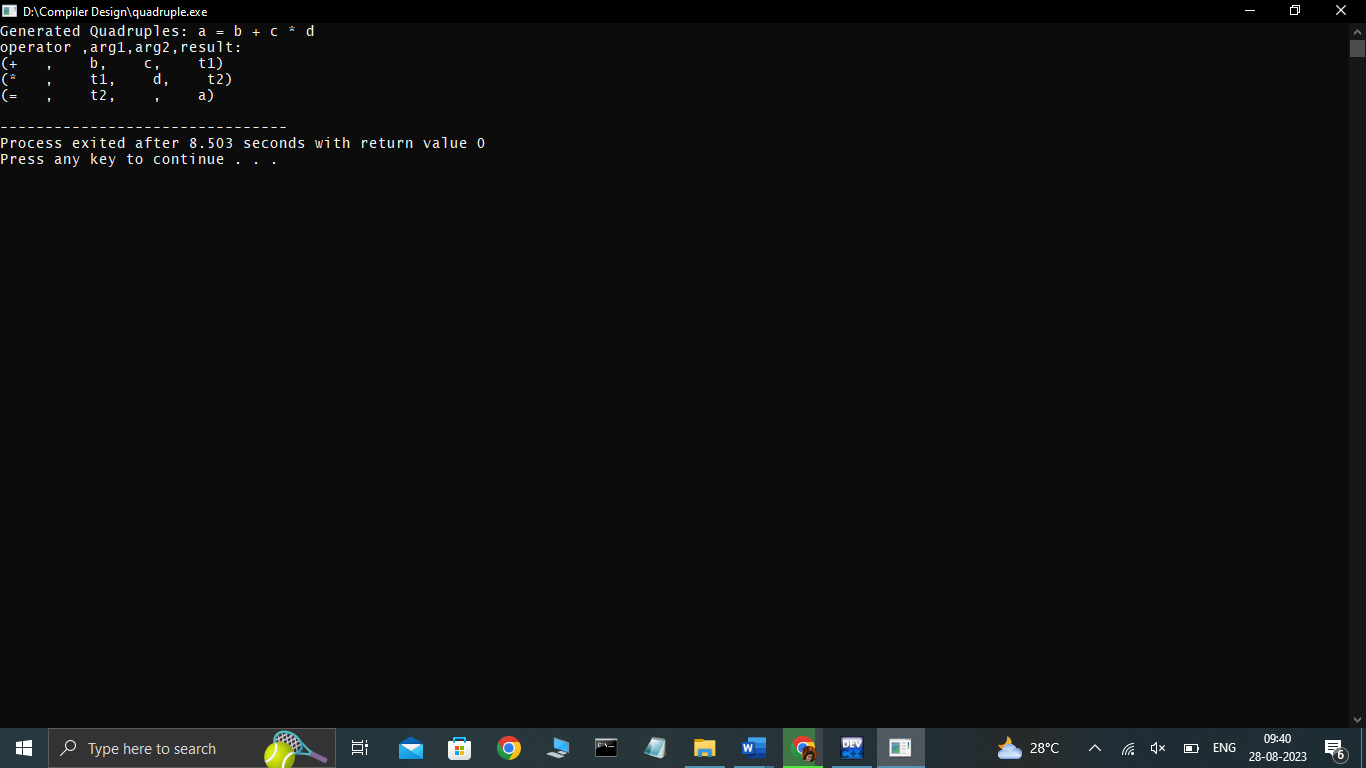 D:\Compiler Design\quadruple.exe
Generated Quadruples: a = b + c * d
operator ,arg1,arg2,result:
(+   ,    b,    c,    t1)
(*   ,    t1,    d,    t2)
(=   ,    t2,    ,    a)
--------------------------------
Process exited after 8.503 seconds with return value 0
Press any key to continue . . .
Type here to search
W
DEV
28°C
ENG
09:40
28-08-2023
6